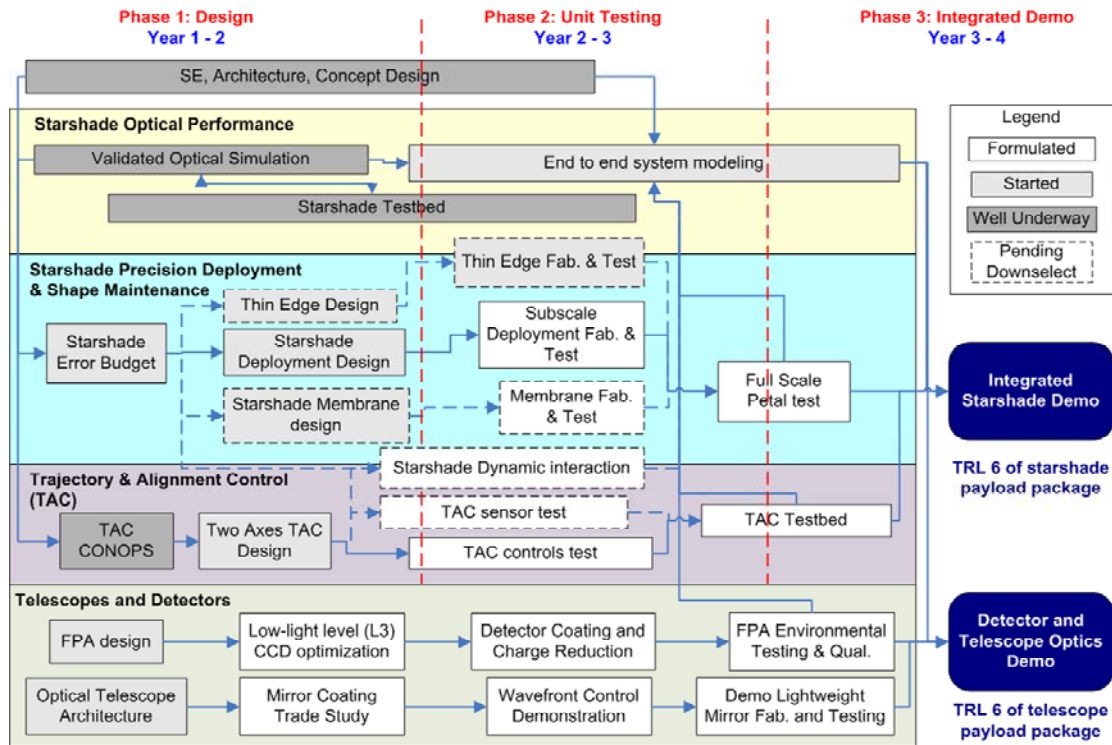 Phase 1: Design
Year 1 - 2
Phase 2: Unit Testing
Year 2 - 3
Phase 3: Integrated Demo
Year 3 - 4
SE, Architecture, Concept Design
Starshade Optical Performance
Validated Optical Simulation
End to end system modeling
Starshade Testbed
Legend
Formulated
Started
Well Underway
Pending
Downselect
Starshade Precision Deployment
& Shape Maintenance
Thin Edge Design
Thin Edge Fab. & Test
Starshade
Error Budget
Starshade
Deployment Design
Subscale
Deployment Fab. &
Test
Starshade Membrane
design
Membrane Fab.
& Test
Full Scale
Petal test
Integrated
Starshade Demo
TRL 6 of starshade
payload package
Starshade Dynamic interaction
Trajectory & Alignment Control
(TAC)
TAC
CONOPS
Two Axes TAC
Design
TAC sensor test
TAC controls test
TAC Testbed
Telescopes and Detectors
FPA design
Low-light level (L3)
CCD optimization
Detector Coating and
Charge Reduction
FPA Environmental
Testing & Qual.
Optical Telescope
Architecture
Mirror Coating
Trade Study
Wavefront Control
Demonstration
Demo Lightweight
Mirror Fab. and Testing
Detector and
Telescope Optics
Demo
TRL 6 of telescope
payload package